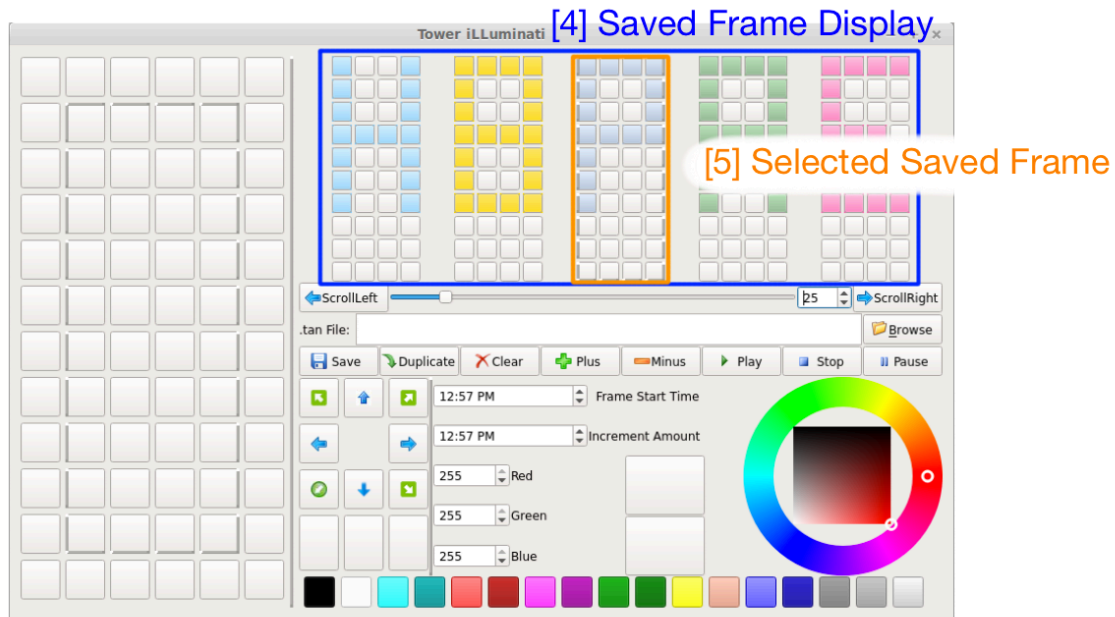 [4] Saved Frame Display
Tower iLLuminati
[5] Selected Saved Frame
ScrollLeft
25
ScrollRight
.tan File:
Browse
Save
Duplicate
Clear
Plus
Minus
Play
Stop
Pause
12:57 PM
Frame Start Time
12:57 PM
Increment Amount
255
Red
255
Green
255
Blue